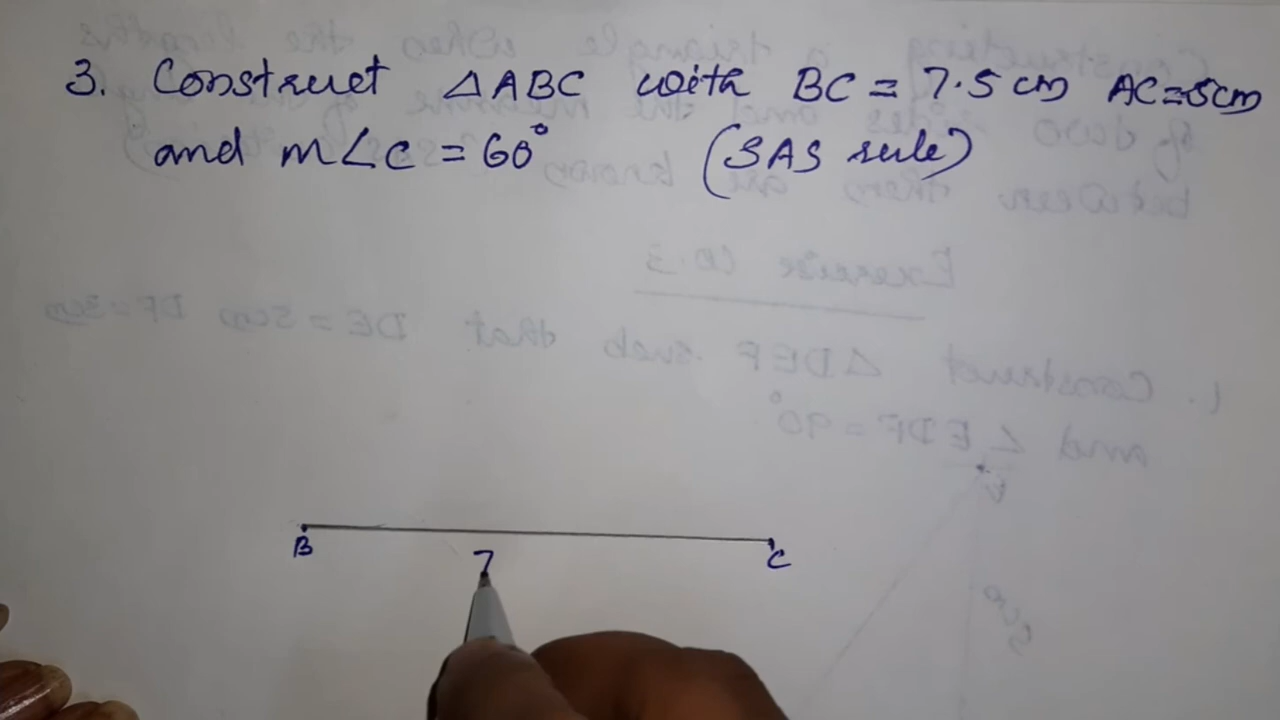 3. Construct △ABC with BC = 7.5 cm AC=5cm
and m∠C = 60° (SAS rule)
B
C
7